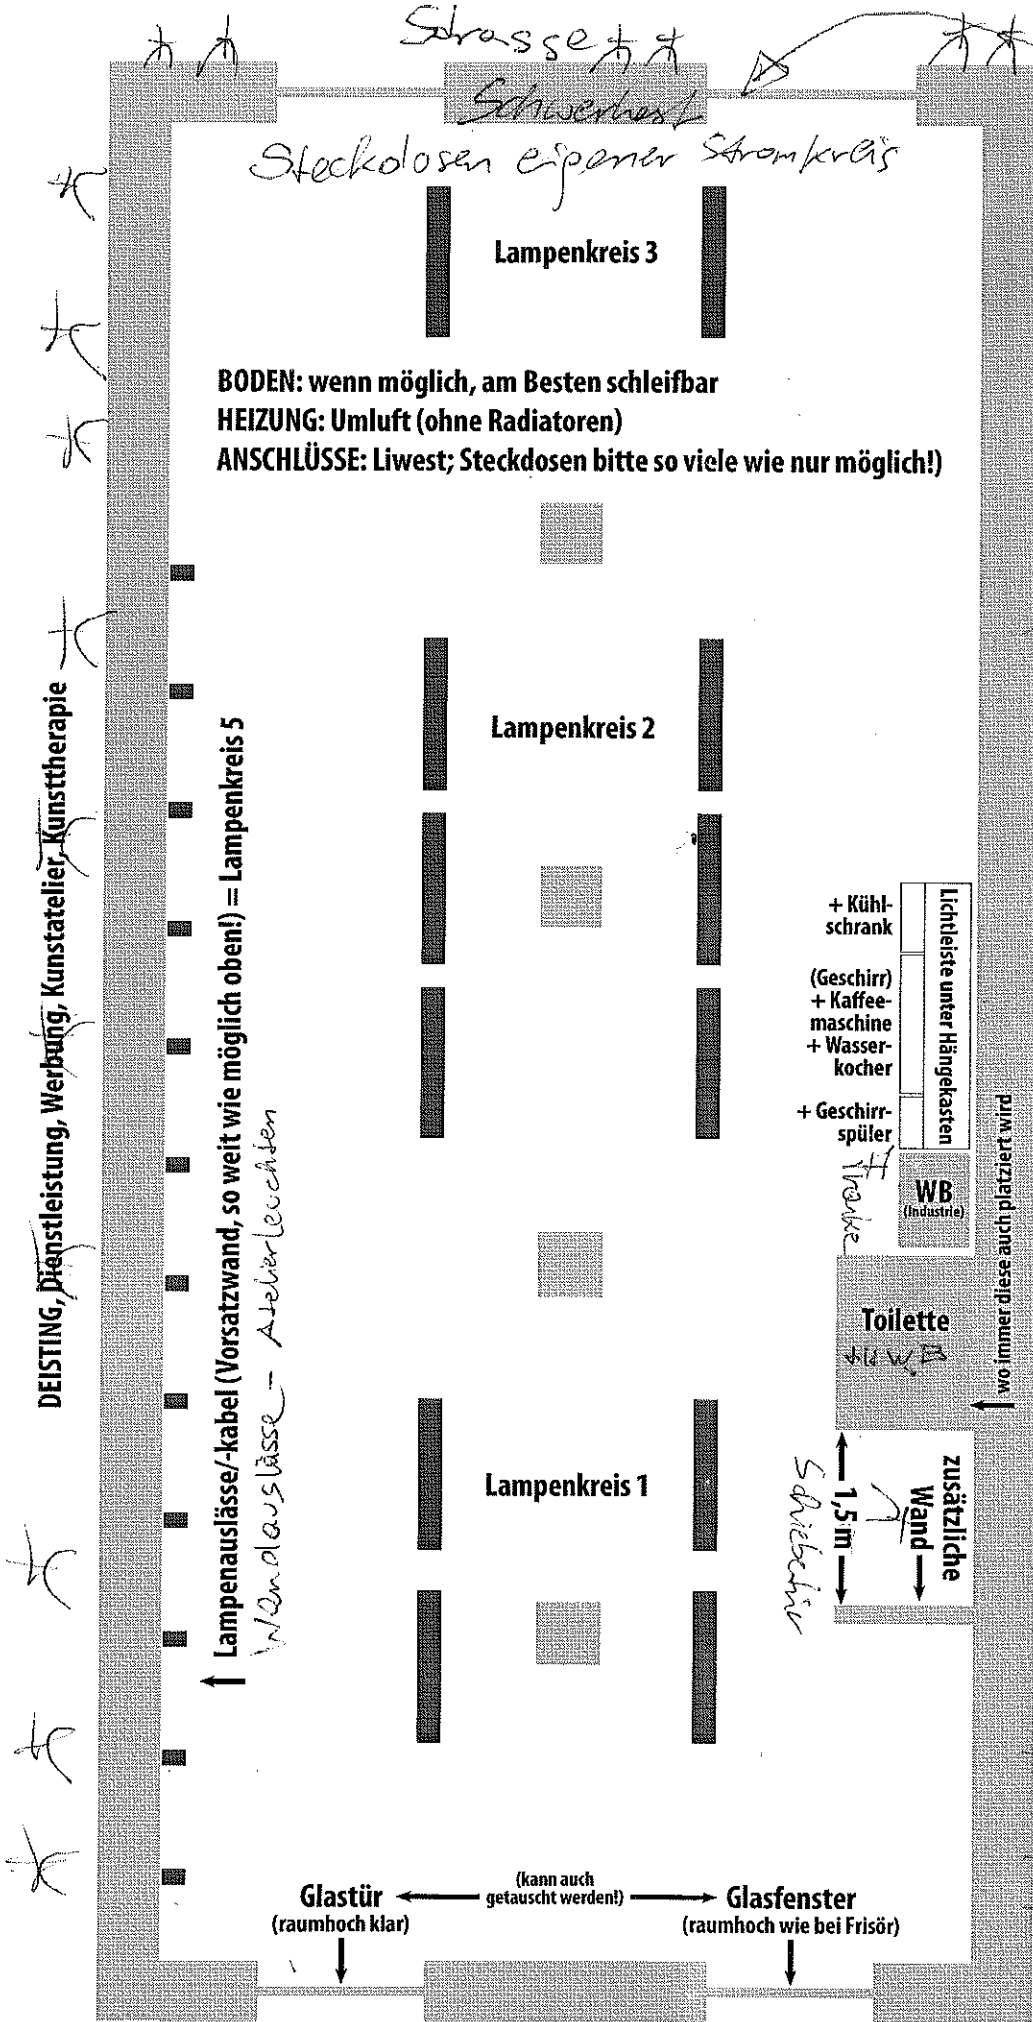 Strasse
Steckdosen eigener Stromkreis
Lampenkreis 3
BODEN: wenn möglich, am Besten schleifbar
HEIZUNG: Umluft (ohne Radiatoren)
ANSCHLÜSSE: Liwest; Steckdosen bitte so viele wie nur möglich!)
DEISTING, Dienstleistung, Werbung, Kunstatelier, Kunsttherapie
Lampenauslässe/-kabel (Vorsatzwand, so weit wie möglich oben!) = Lampenkreis 5
Wandauslässe - Atelierleuchten
Lampenkreis 2
+ Kühl-
schrank
(Geschirr)
+ Kaffee-
maschine
+ Wasser-
kocher
+ Geschirr-
spüler
Lichtleiste unter Hängekasten
WB
(Industrie)
wo immer diese auch platziert wird
Toilette
W.B
Lampenkreis 1
zusätzliche
Wand
1,5 m
Schiebetür
Glastür
(raumhoch klar)
(kann auch
getauscht werden!)
Glasfenster
(raumhoch wie bei Frisör)